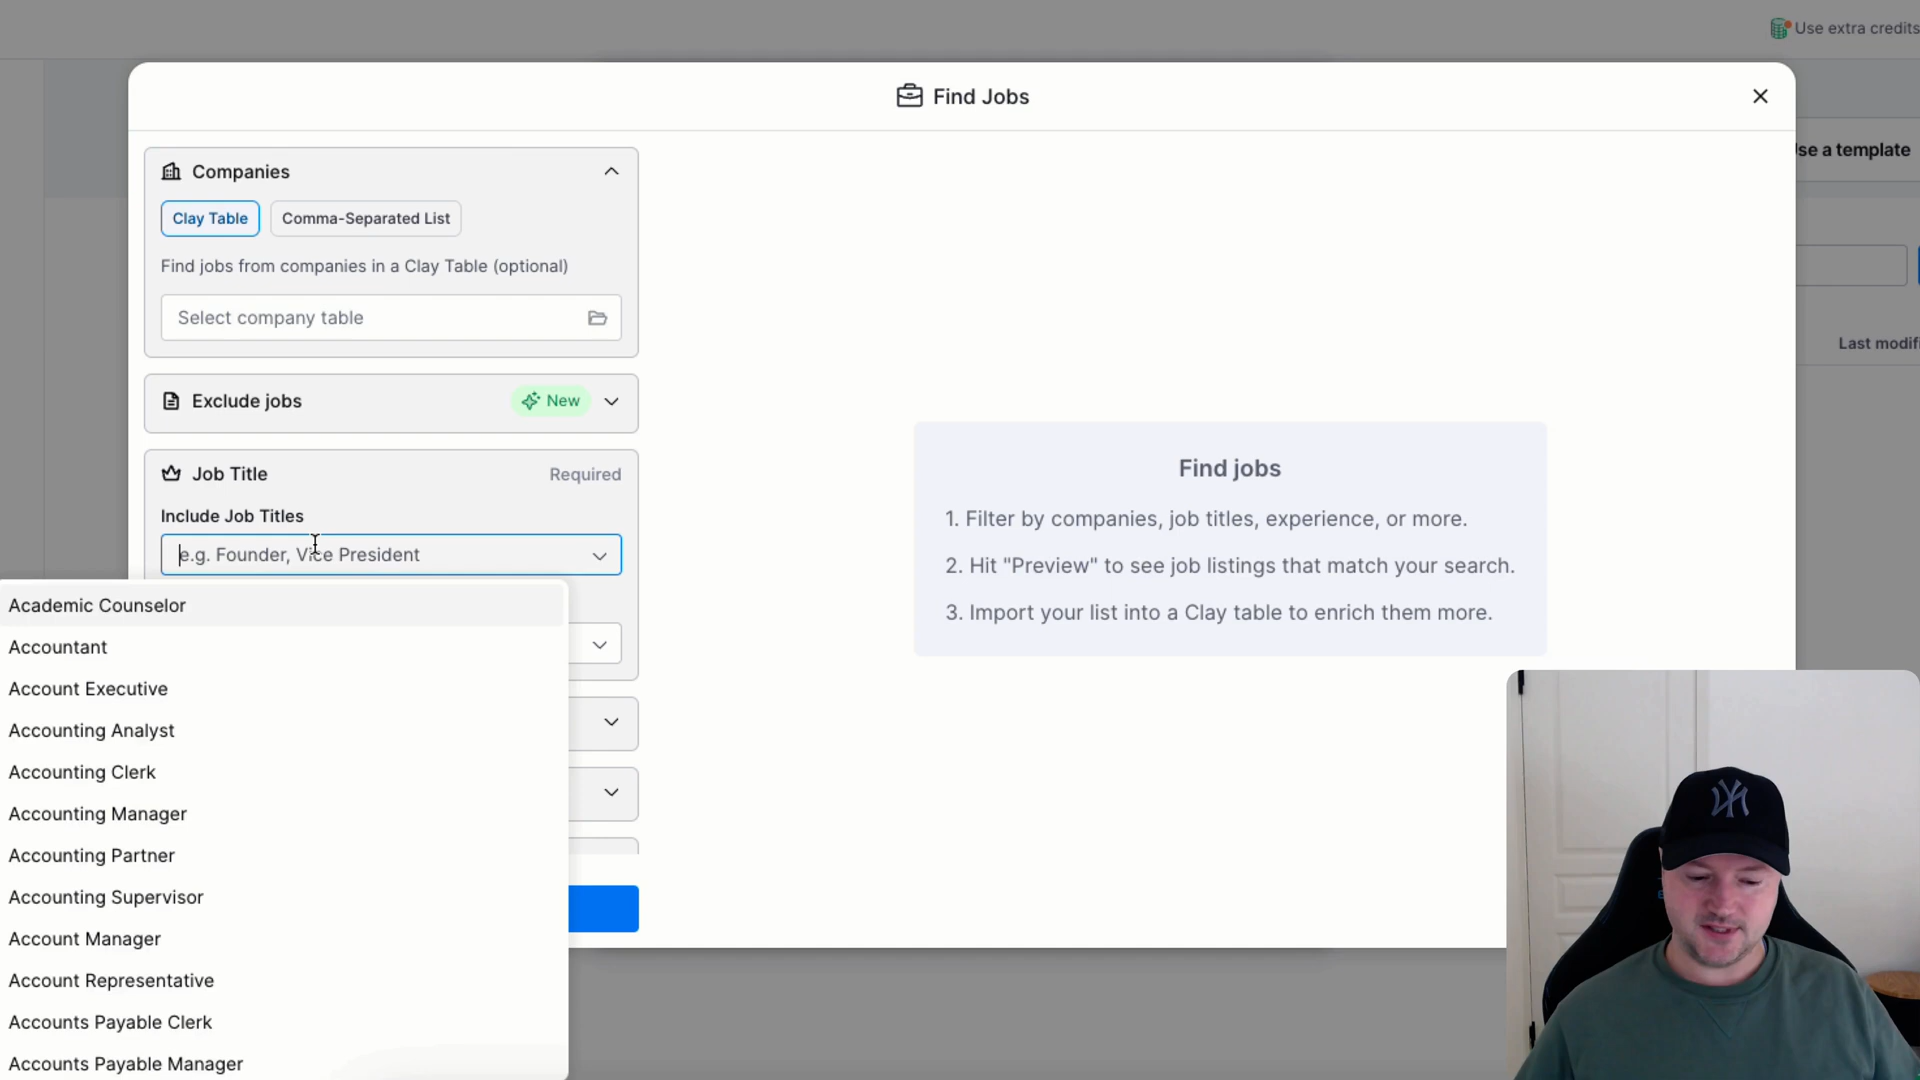 Use extra credits
Find Jobs
Use a template
Companies
Clay Table
Comma-Separated List
Find jobs from companies in a Clay Table (optional)
Select company table
Last modifi
Exclude jobs
New
Job Title
Required
Include Job Titles
e.g. Founder, Vice President
Find jobs
1. Filter by companies, job titles, experience, or more.
2. Hit "Preview" to see job listings that match your search.
3. Import your list into a Clay table to enrich them more.
Academic Counselor
Accountant
Account Executive
Accounting Analyst
Accounting Clerk
Accounting Manager
Accounting Partner
Accounting Supervisor
Account Manager
Account Representative
Accounts Payable Clerk
Accounts Payable Manager